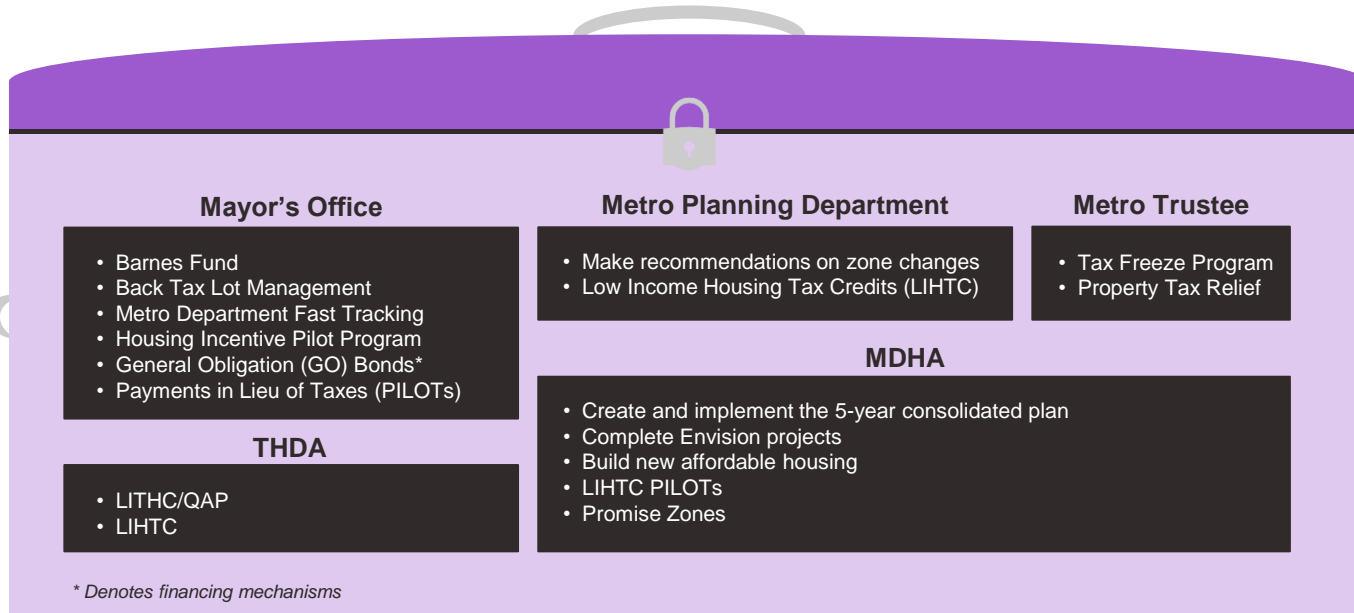 Mayor’s Office
• Barnes Fund
• Back Tax Lot Management
• Metro Department Fast Tracking
• Housing Incentive Pilot Program
• General Obligation (GO) Bonds*
• Payments in Lieu of Taxes (PILOTs)
THDA
• LITHC/QAP
• LIHTC
Metro Planning Department
• Make recommendations on zone changes
• Low Income Housing Tax Credits (LIHTC)
Metro Trustee
• Tax Freeze Program
• Property Tax Relief
MDHA
• Create and implement the 5-year consolidated plan
• Complete Envision projects
• Build new affordable housing
• LIHTC PILOTs
• Promise Zones
* Denotes financing mechanisms